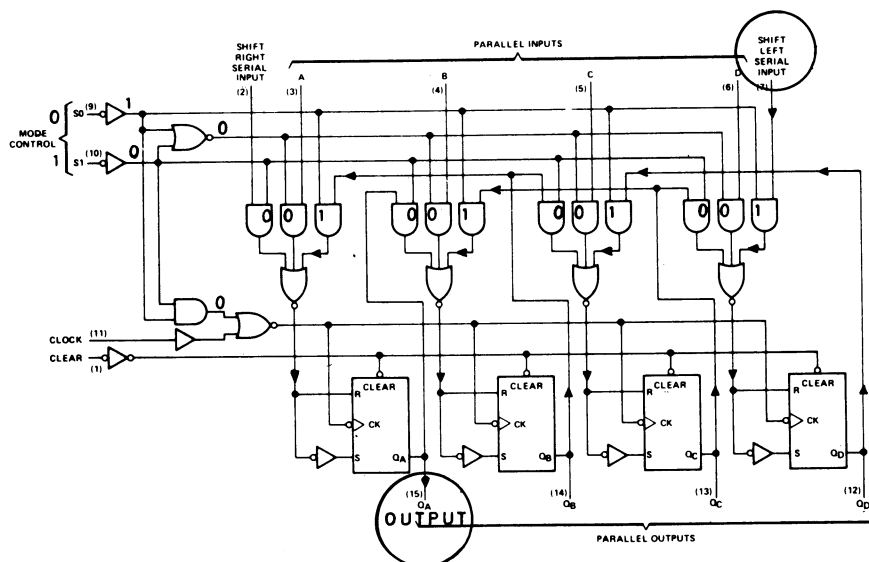 SHIFT
RIGHT
SERIAL
INPUT
(2)
PARALLEL INPUTS
A
(3)
B
(4)
C
(5)
D
(6)
SHIFT
LEFT
SERIAL
INPUT
(7)
0
MODE
CONTROL
1
S0
(9)
1
0
S1
(10)
0
0 0 1
0 0 1
0 0 1
0 0 1
0
CLOCK (11)
CLEAR
(1)
CLEAR
R
CK
S
QA
CLEAR
R
CK
S
QB
CLEAR
R
CK
S
QC
CLEAR
R
CK
S
QD
(15)
QA
OUTPUT
(14)
QB
(13)
QC
(12)
QD
PARALLEL OUTPUTS